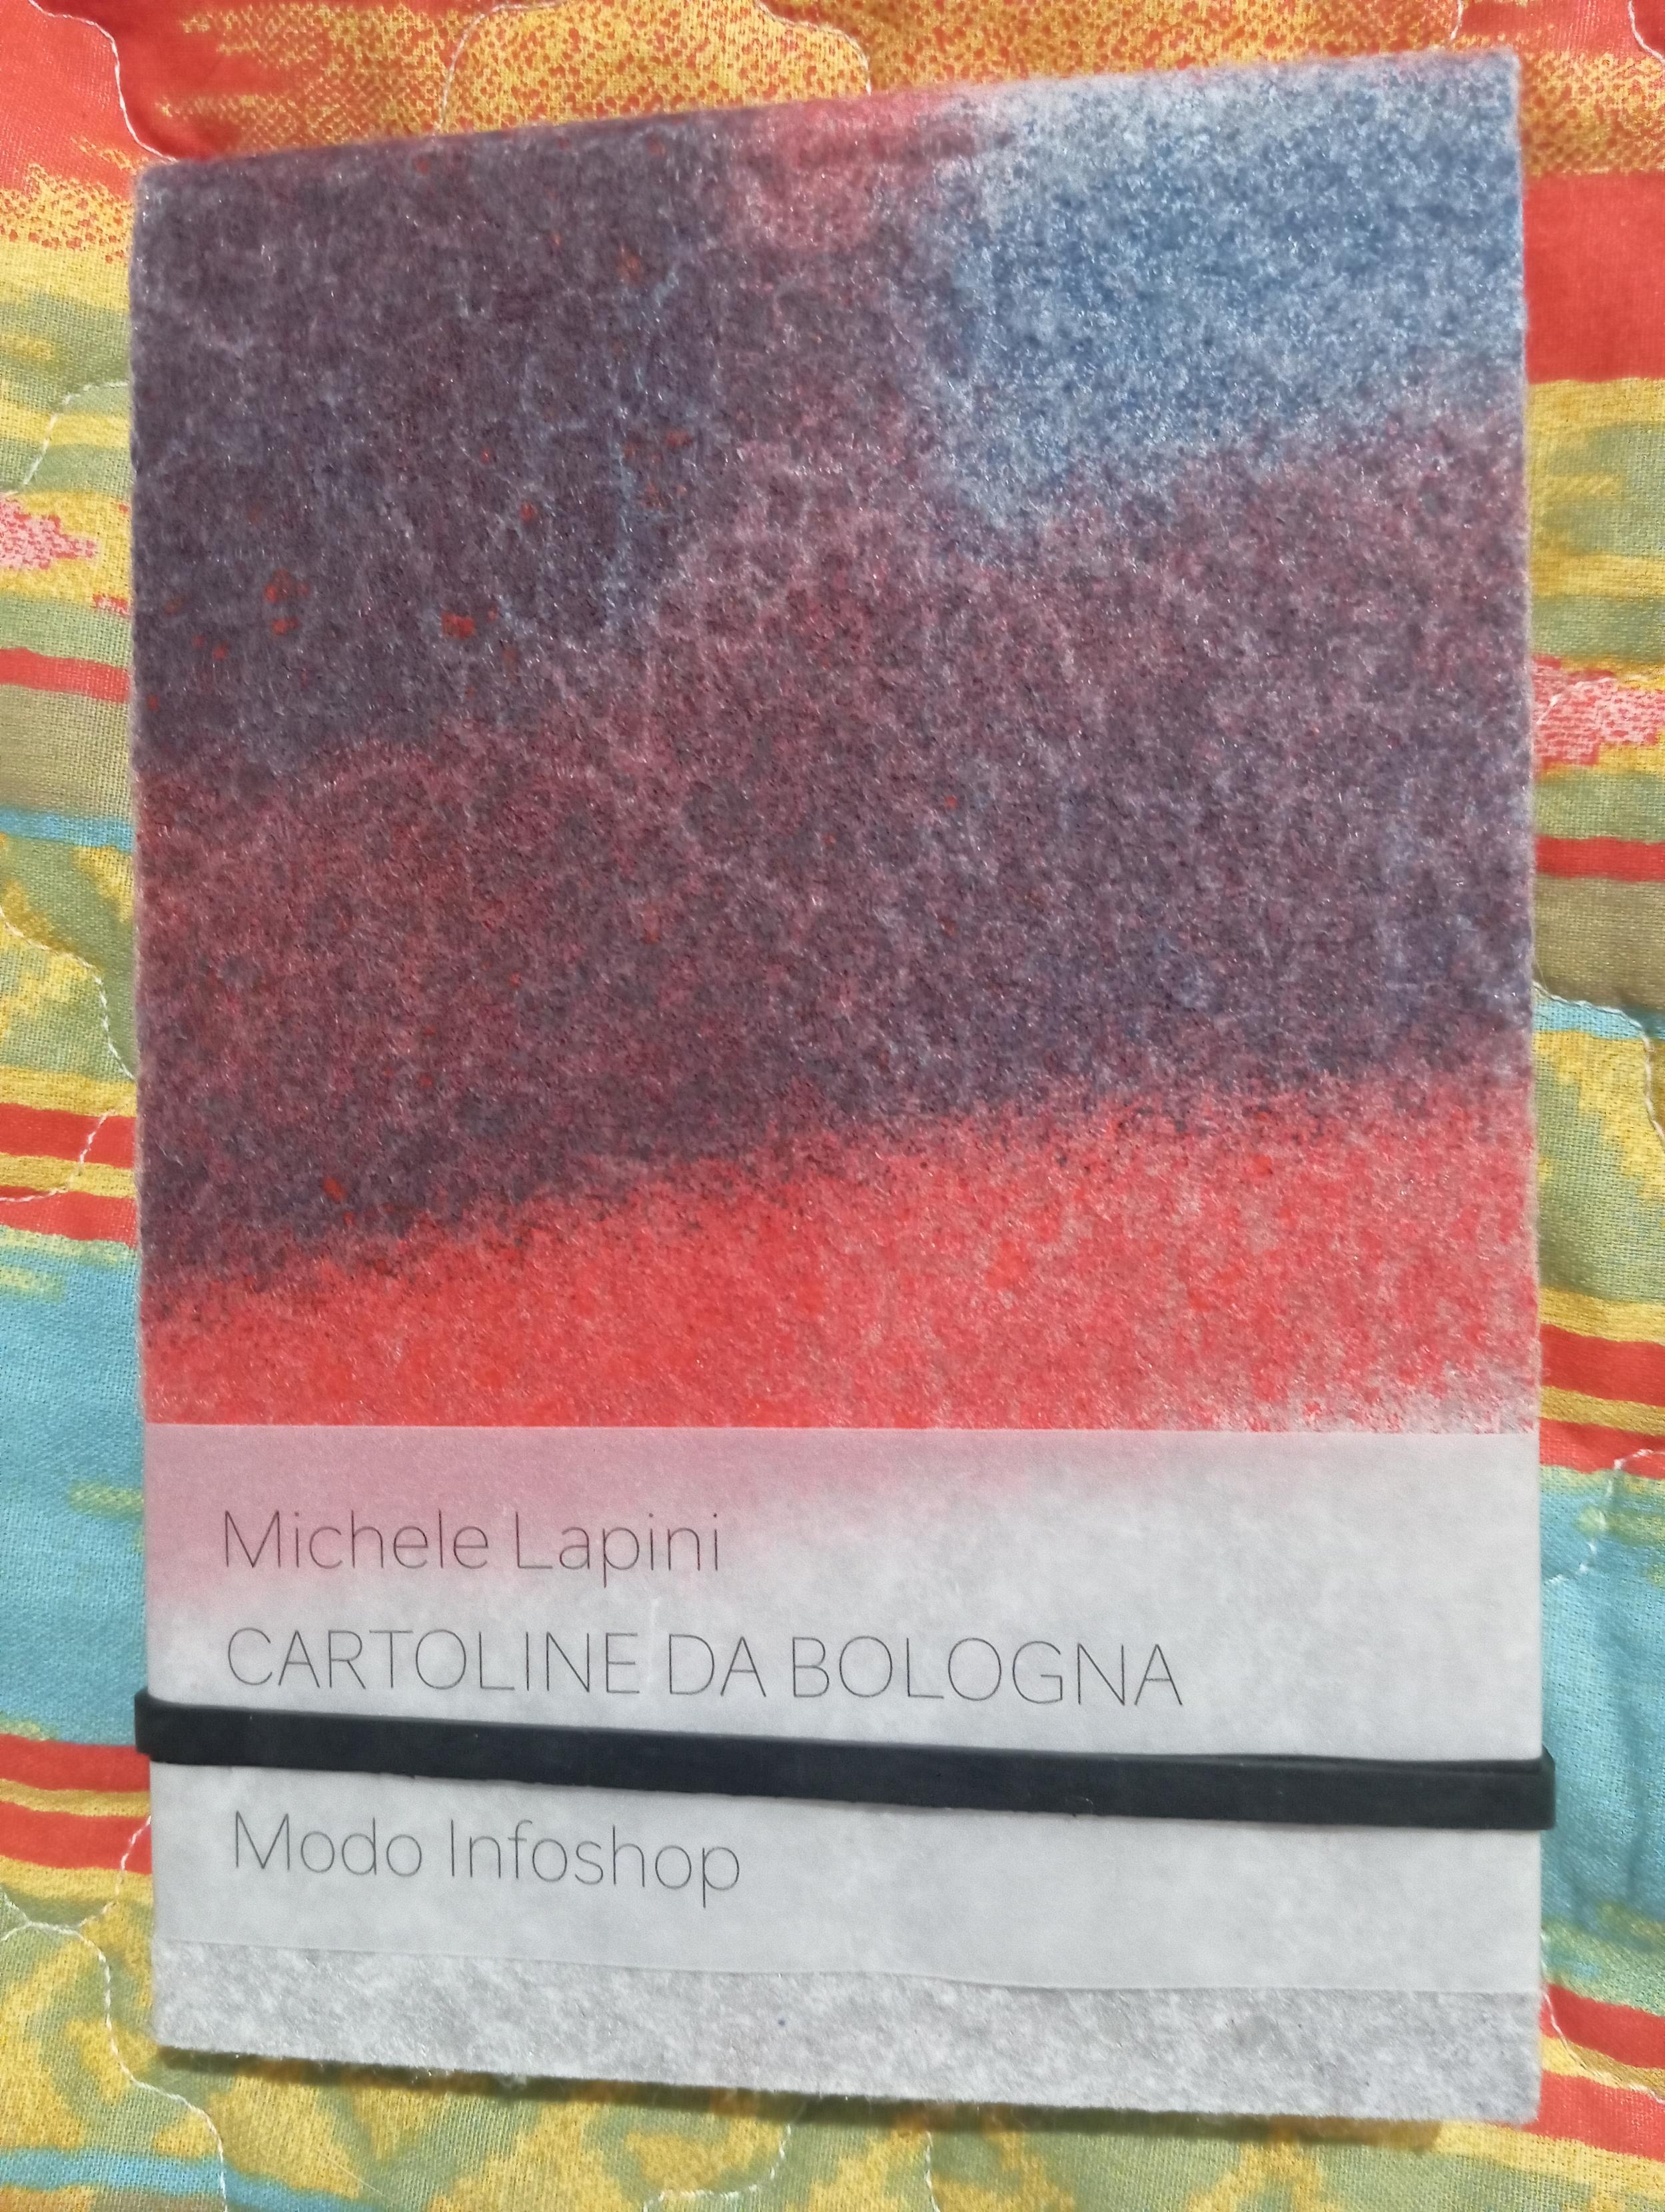 Michele Lapini
CARTOLINE DA BOLOGNA
Modo Infoshop